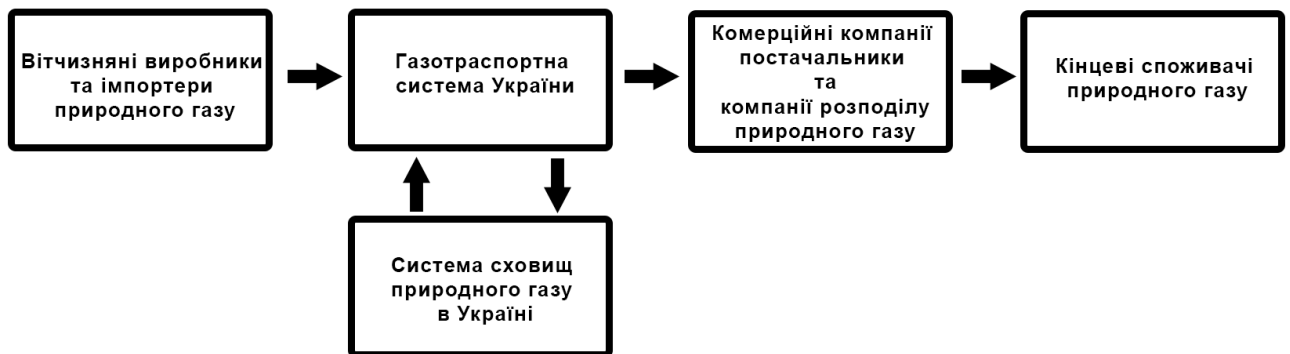 Вітчизняні виробники
та імпортери
природного газу
Газотраспортна
система України
Комерційні компанії
постачальники
та
компанії розподілу
природного газу
Кінцеві споживачі
природного газу
Система сховищ
природного газу
в Україні